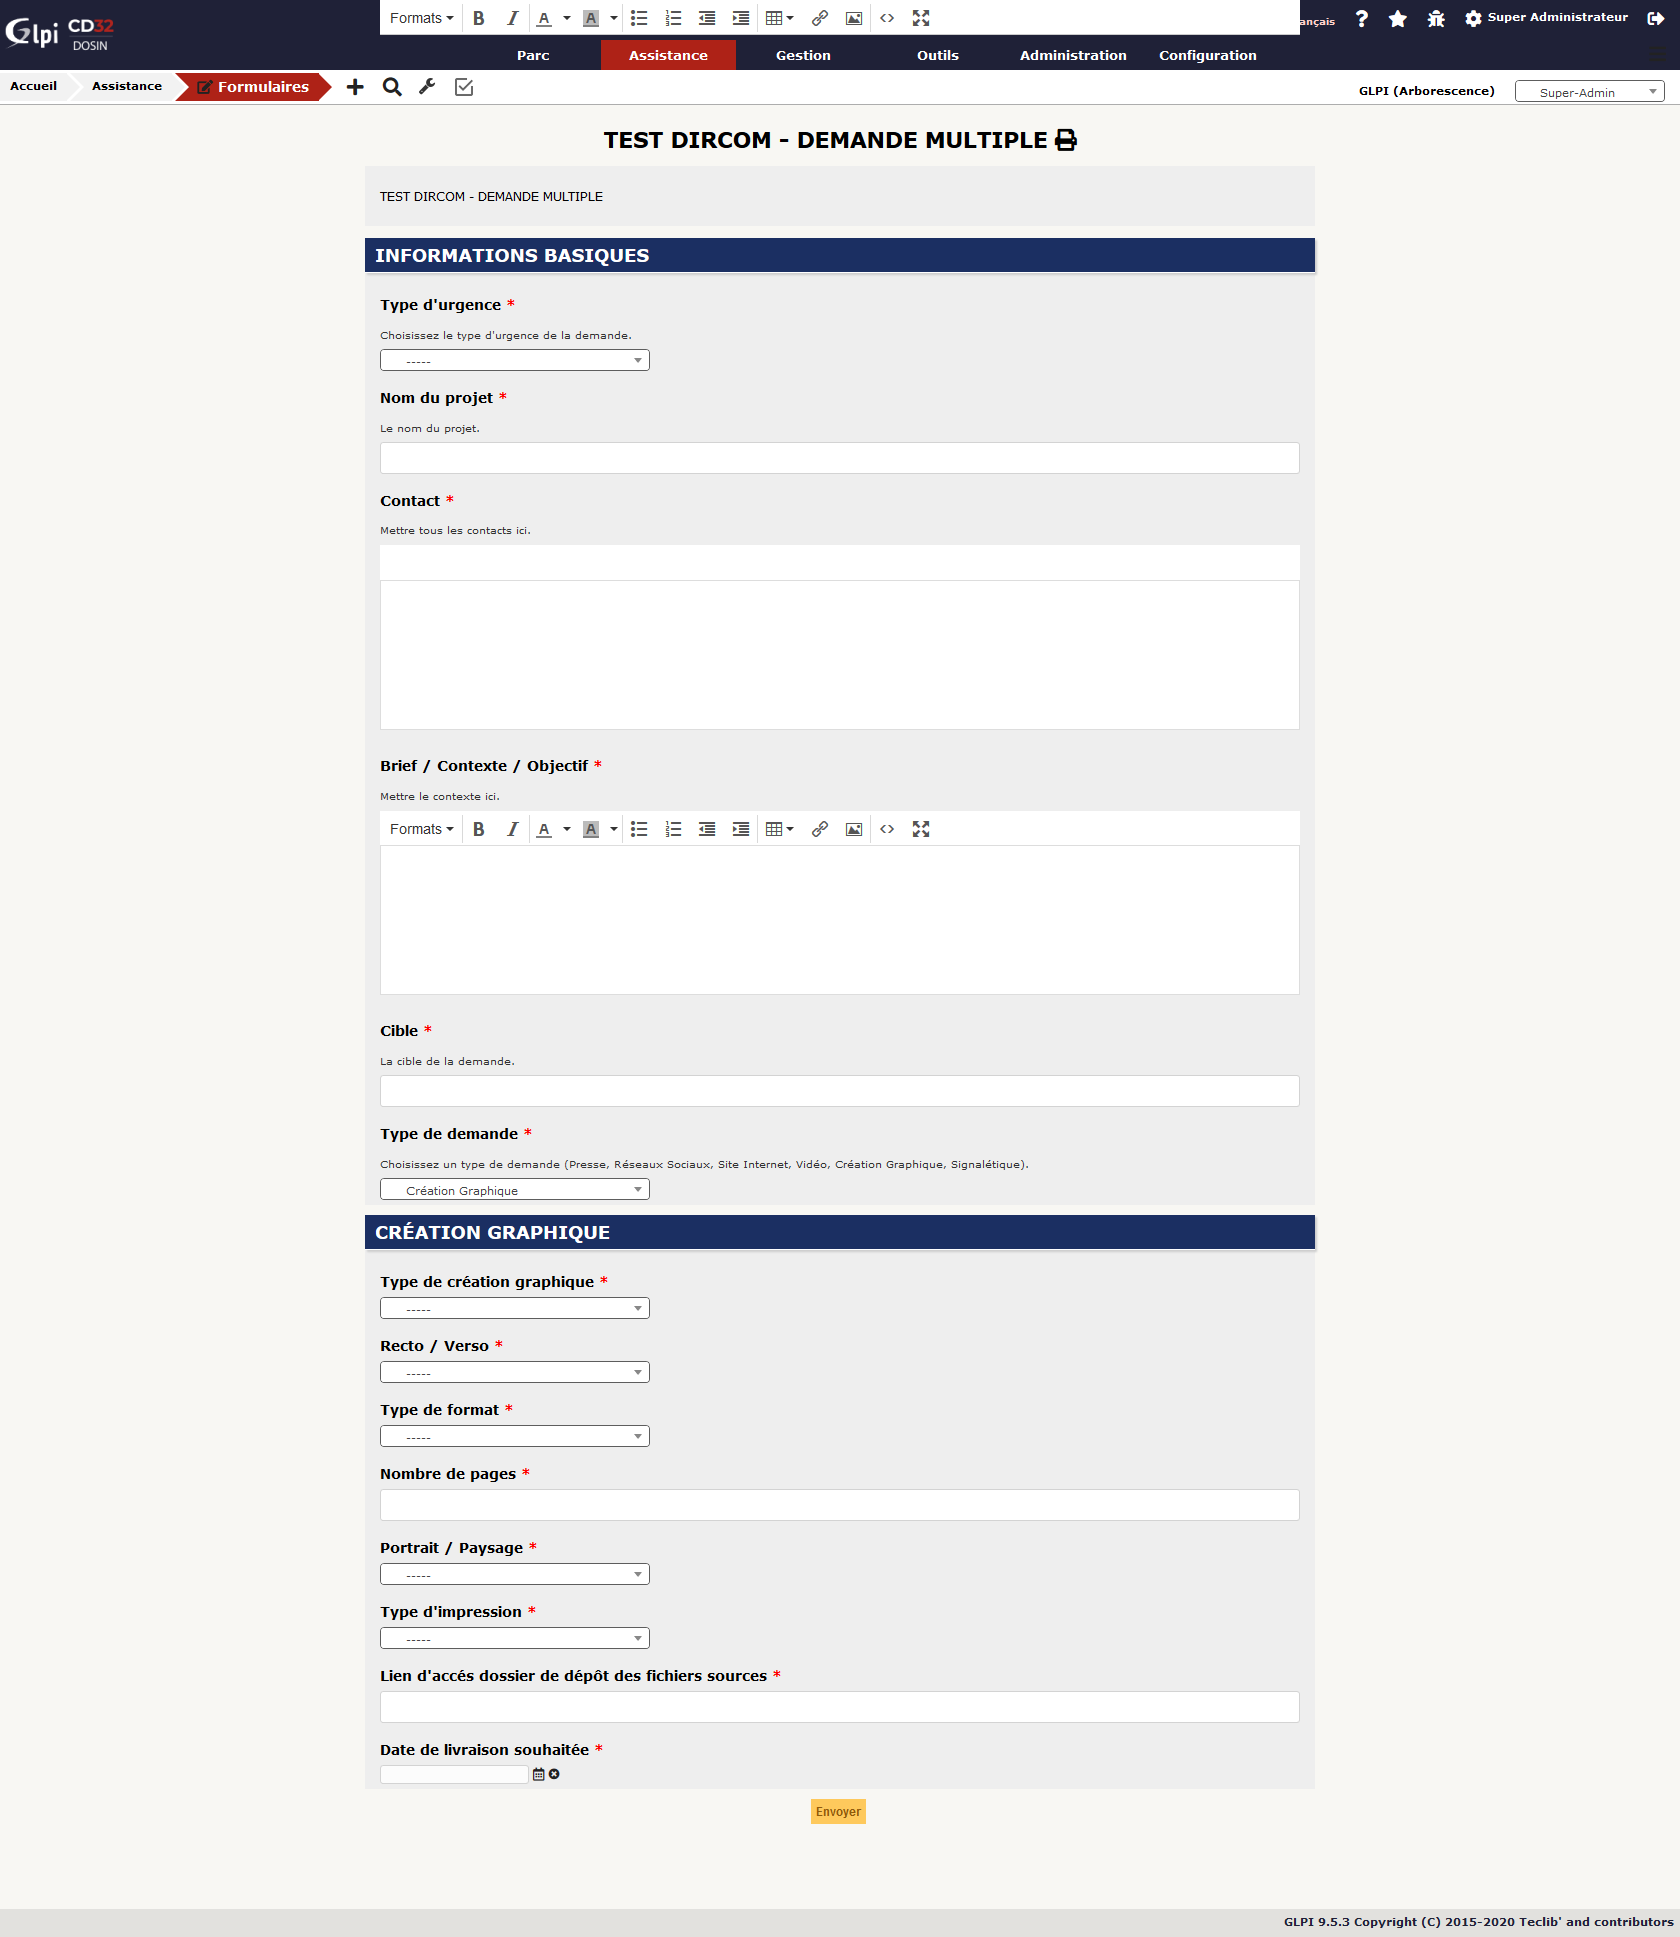 Glpi CD32
DOSIN
Formats B I A A
ançais ? Super Administrateur
Parc Assistance Gestion Outils Administration Configuration
Accueil Assistance Formulaires
GLPI (Arborescence) Super-Admin
TEST DIRCOM - DEMANDE MULTIPLE
TEST DIRCOM - DEMANDE MULTIPLE
INFORMATIONS BASIQUES
Type d'urgence *
Choisissez le type d'urgence de la demande.
-----
Nom du projet *
Le nom du projet.
Contact *
Mettre tous les contacts ici.
Brief / Contexte / Objectif *
Mettre le contexte ici.
Formats B I A A
Cible *
La cible de la demande.
Type de demande *
Choisissez un type de demande (Presse, Réseaux Sociaux, Site Internet, Vidéo, Création Graphique, Signalétique).
Création Graphique
CRÉATION GRAPHIQUE
Type de création graphique *
-----
Recto / Verso *
-----
Type de format *
-----
Nombre de pages *
Portrait / Paysage *
-----
Type d'impression *
-----
Lien d'accés dossier de dépôt des fichiers sources *
Date de livraison souhaitée *
Envoyer
GLPI 9.5.3 Copyright (C) 2015-2020 Teclib' and contributors